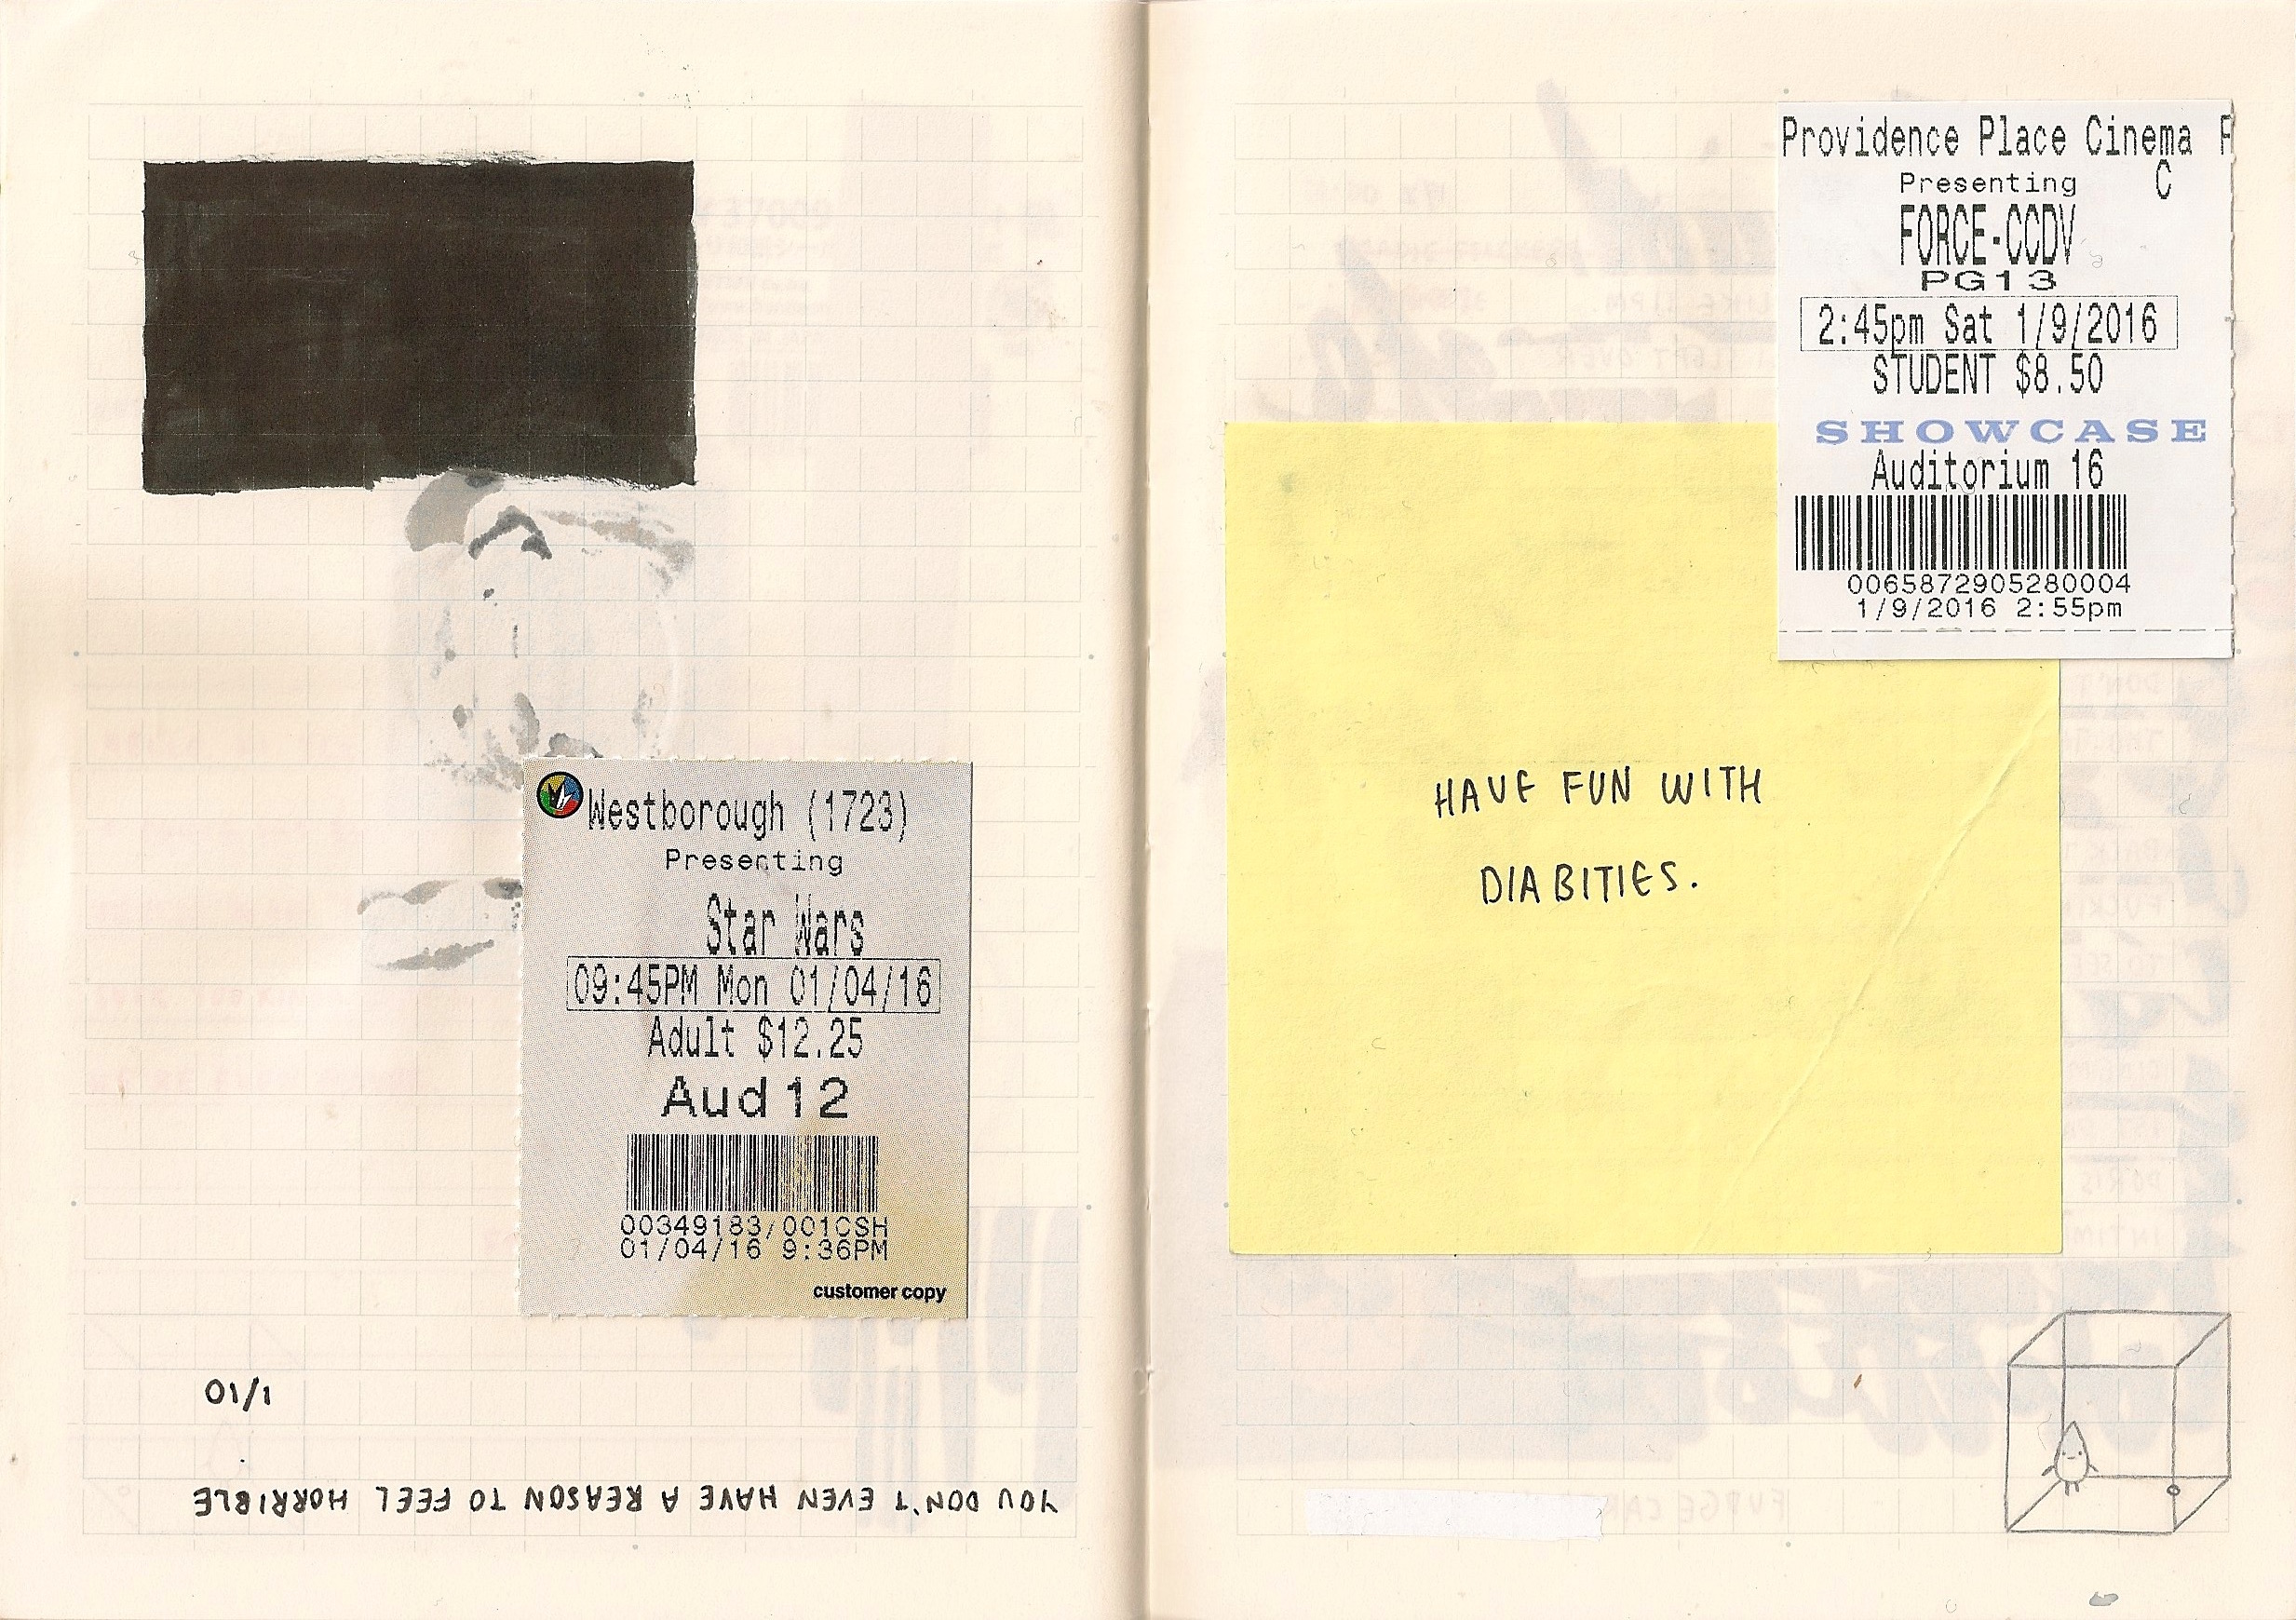 Westborough (1723)
Presenting
Star Wars
09:45PM Mon 01/04/16
Adult $12.25
Aud 12
00349183/001CSH
01/04/16 9:36PM
customer copy
1/10
YOU DON'T EVEN HAVE A REASON TO FEEL HORRIBLE
Providence Place Cinema
C
Presenting
FORCE-CCDV
PG13
2:45pm Sat 1/9/2016
STUDENT $8.50
SHOWCASE
Auditorium 16
0065872905280004
1/9/2016 2:55pm
HAVE FUN WITH
DIABITIES.